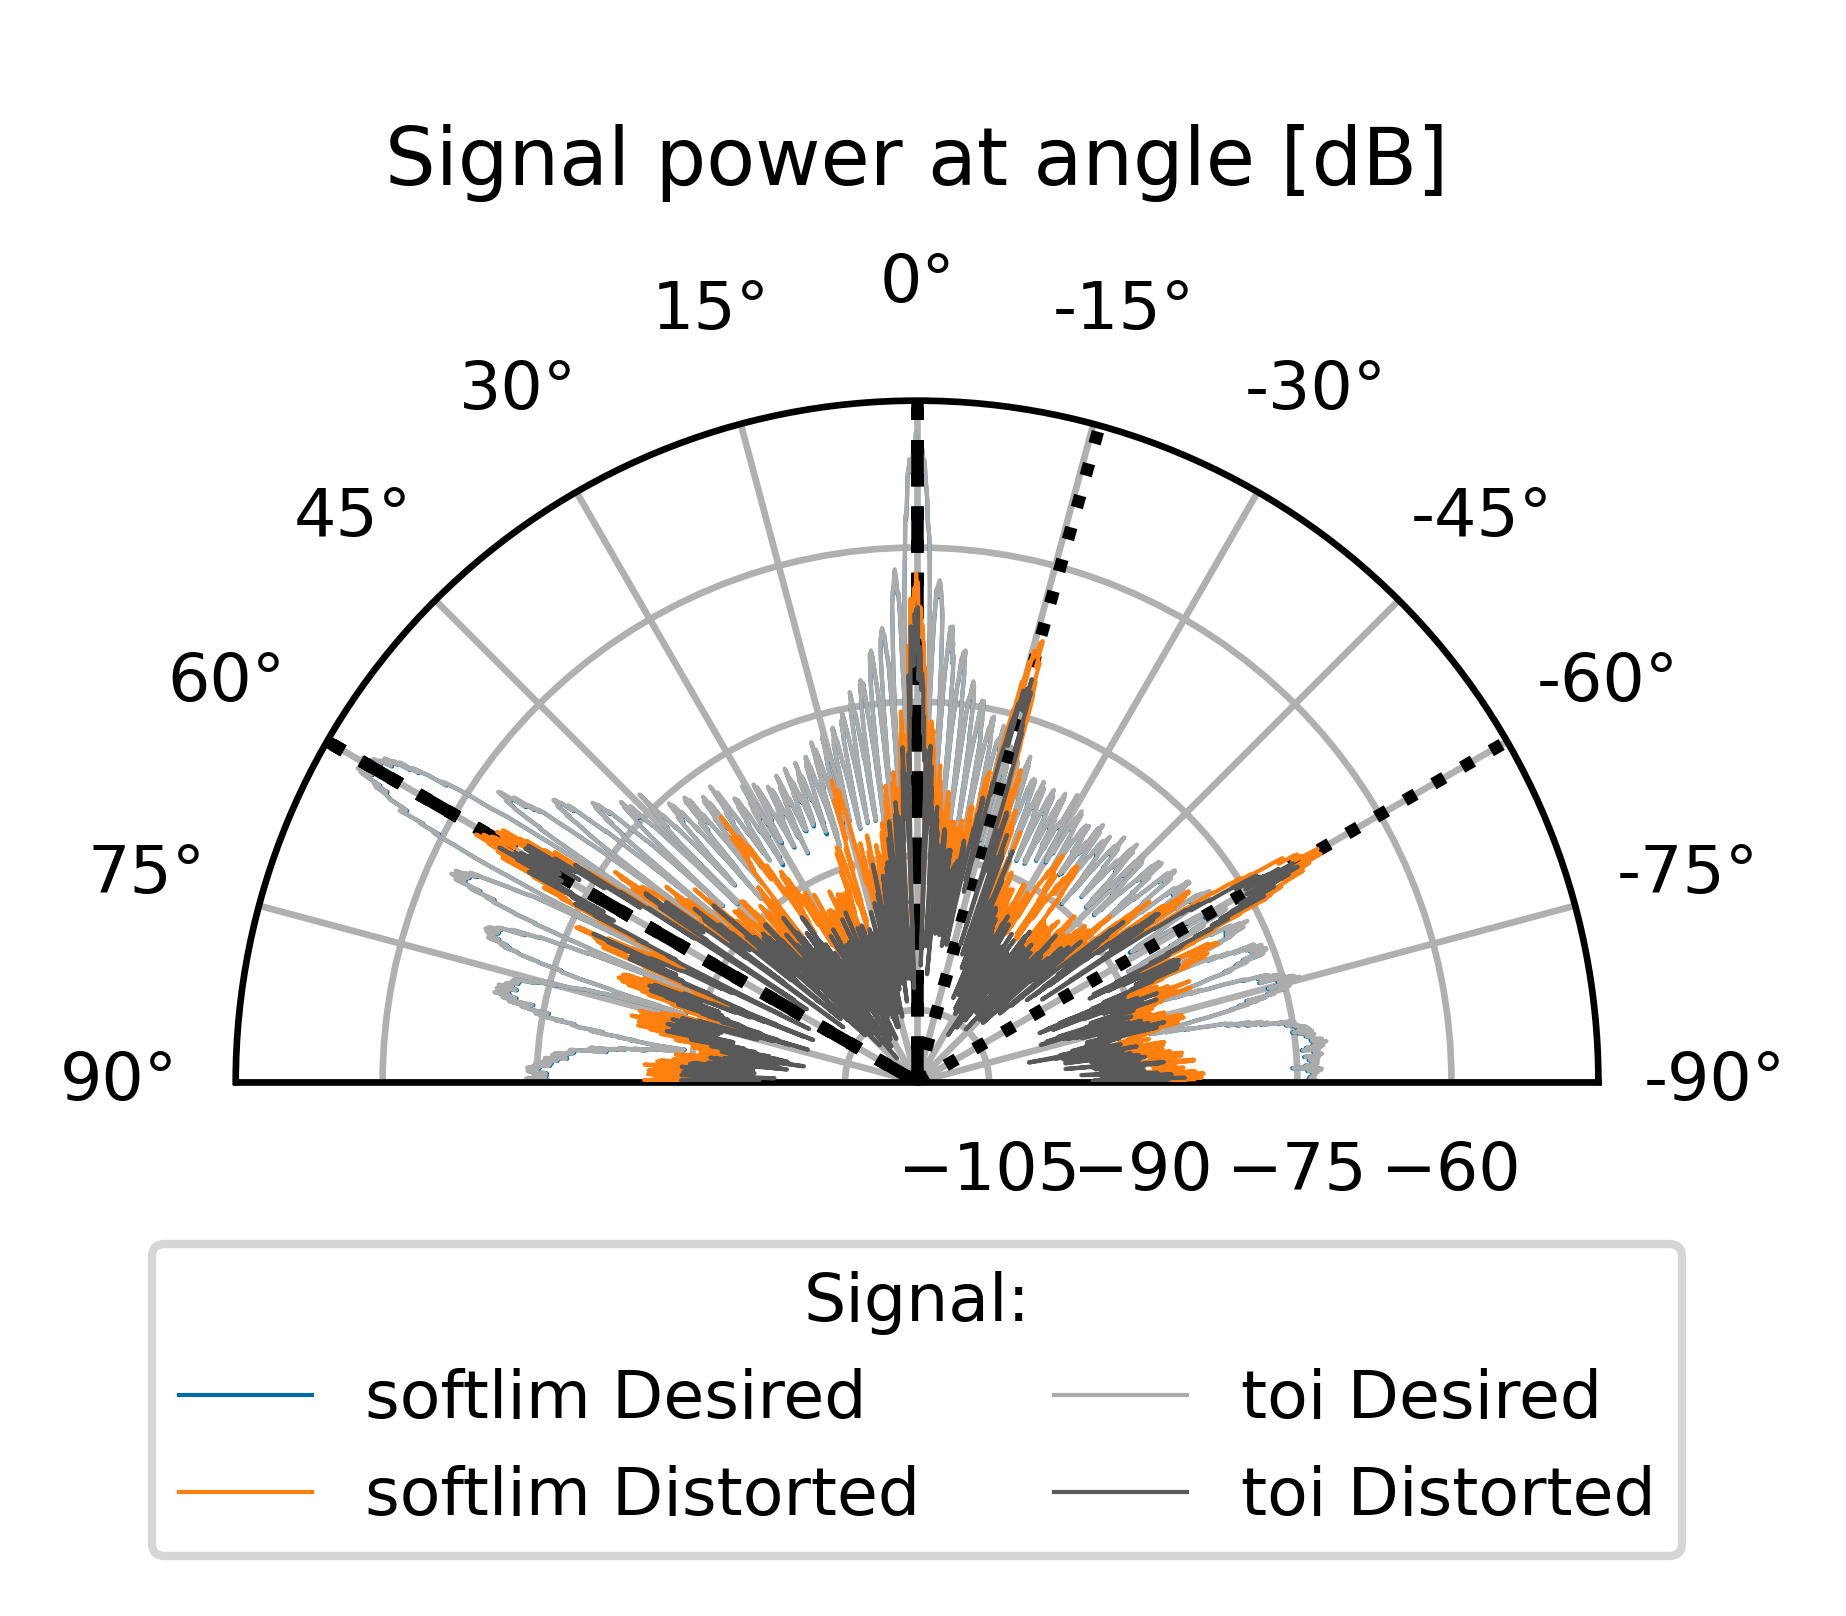 Signal power at angle [dB]
0°
15°
-15°
30°
-30°
45°
-45°
60°
-60°
75°
-75°
90°
-90°
−105 −90 −75 −60
Signal:
softlim Desired
softlim Distorted
toi Desired
toi Distorted